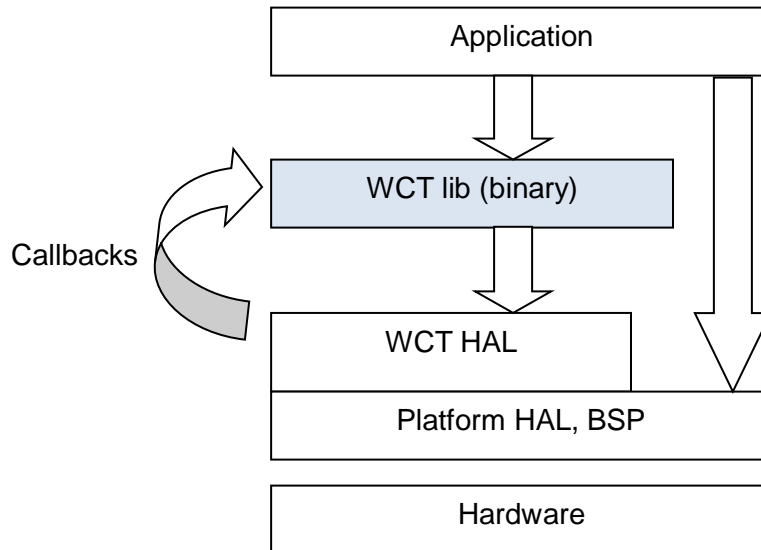 Application
WCT lib (binary)
Callbacks
WCT HAL
Platform HAL, BSP
Hardware